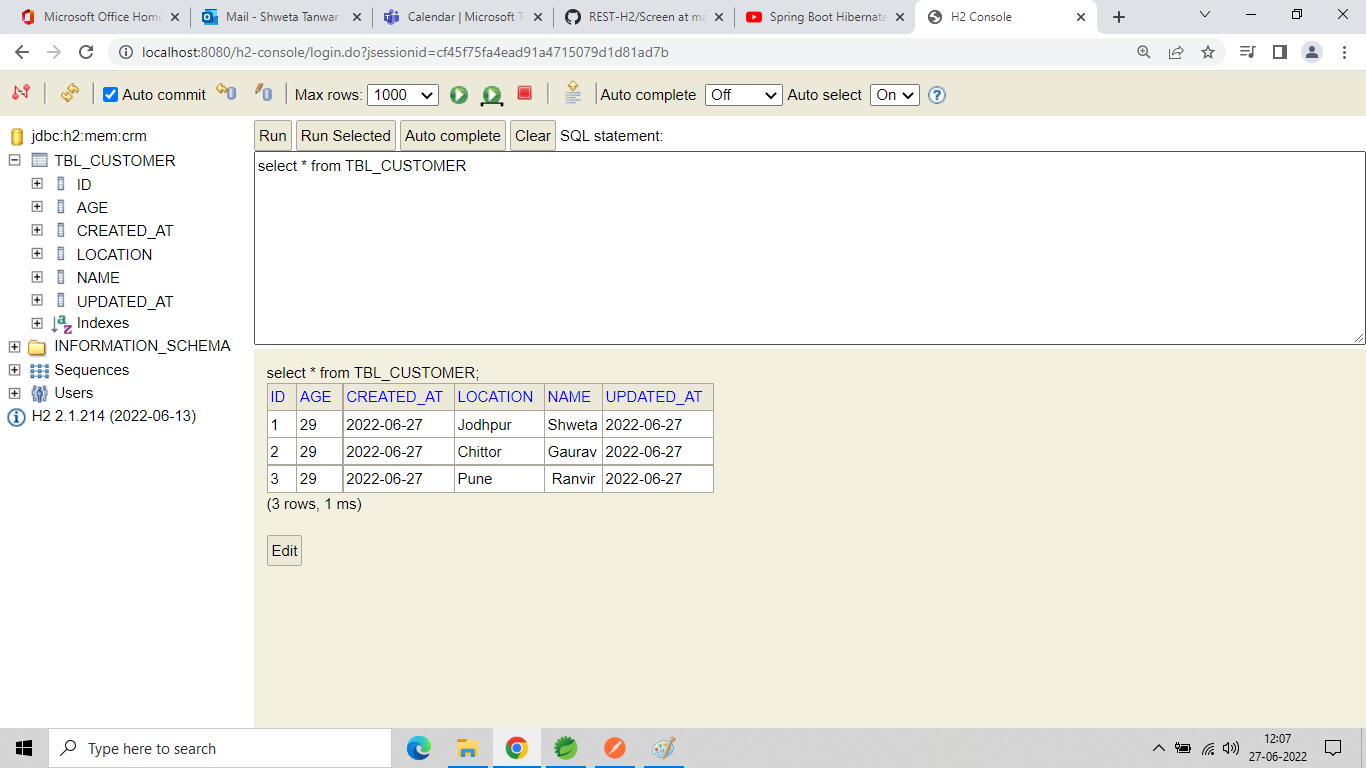 Microsoft Office Home
Mail - Shweta Tanwar
Calendar | Microsoft T
REST-H2/Screen at ma
Spring Boot Hibernate
H2 Console
localhost:8080/h2-console/login.do?jsessionid=cf45f75fa4ead91a4715079d1d81ad7b
Auto commit Max rows: 1000 Auto complete Off Auto select On
jdbc:h2:mem:crm
TBL_CUSTOMER
ID
AGE
CREATED_AT
LOCATION
NAME
UPDATED_AT
Indexes
INFORMATION_SCHEMA
Sequences
Users
H2 2.1.214 (2022-06-13)
Run Run Selected Auto complete Clear SQL statement:
select * from TBL_CUSTOMER
select * from TBL_CUSTOMER;
ID AGE CREATED_AT LOCATION NAME UPDATED_AT
1 29 2022-06-27 Jodhpur Shweta 2022-06-27
2 29 2022-06-27 Chittor Gaurav 2022-06-27
3 29 2022-06-27 Pune Ranvir 2022-06-27
(3 rows, 1 ms)
Edit
Type here to search
12:07
27-06-2022